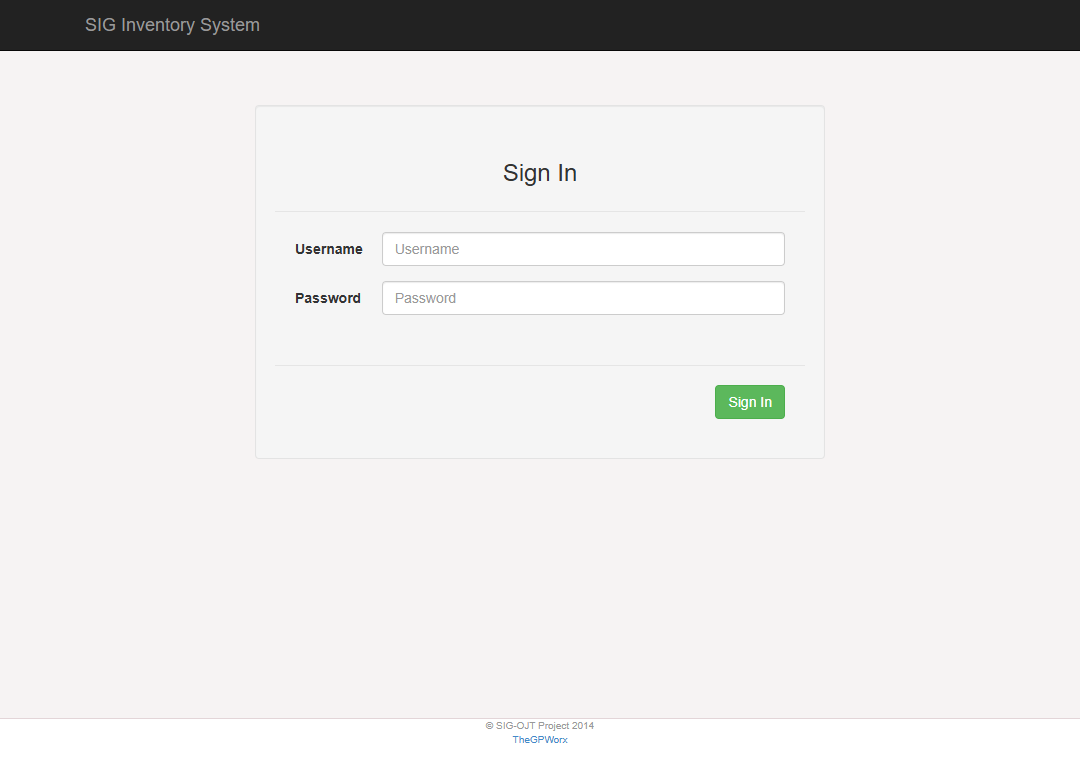 SIG Inventory System
Sign In
Username Username
Password Password
Sign In
© SIG-OJT Project 2014
TheGPWorx